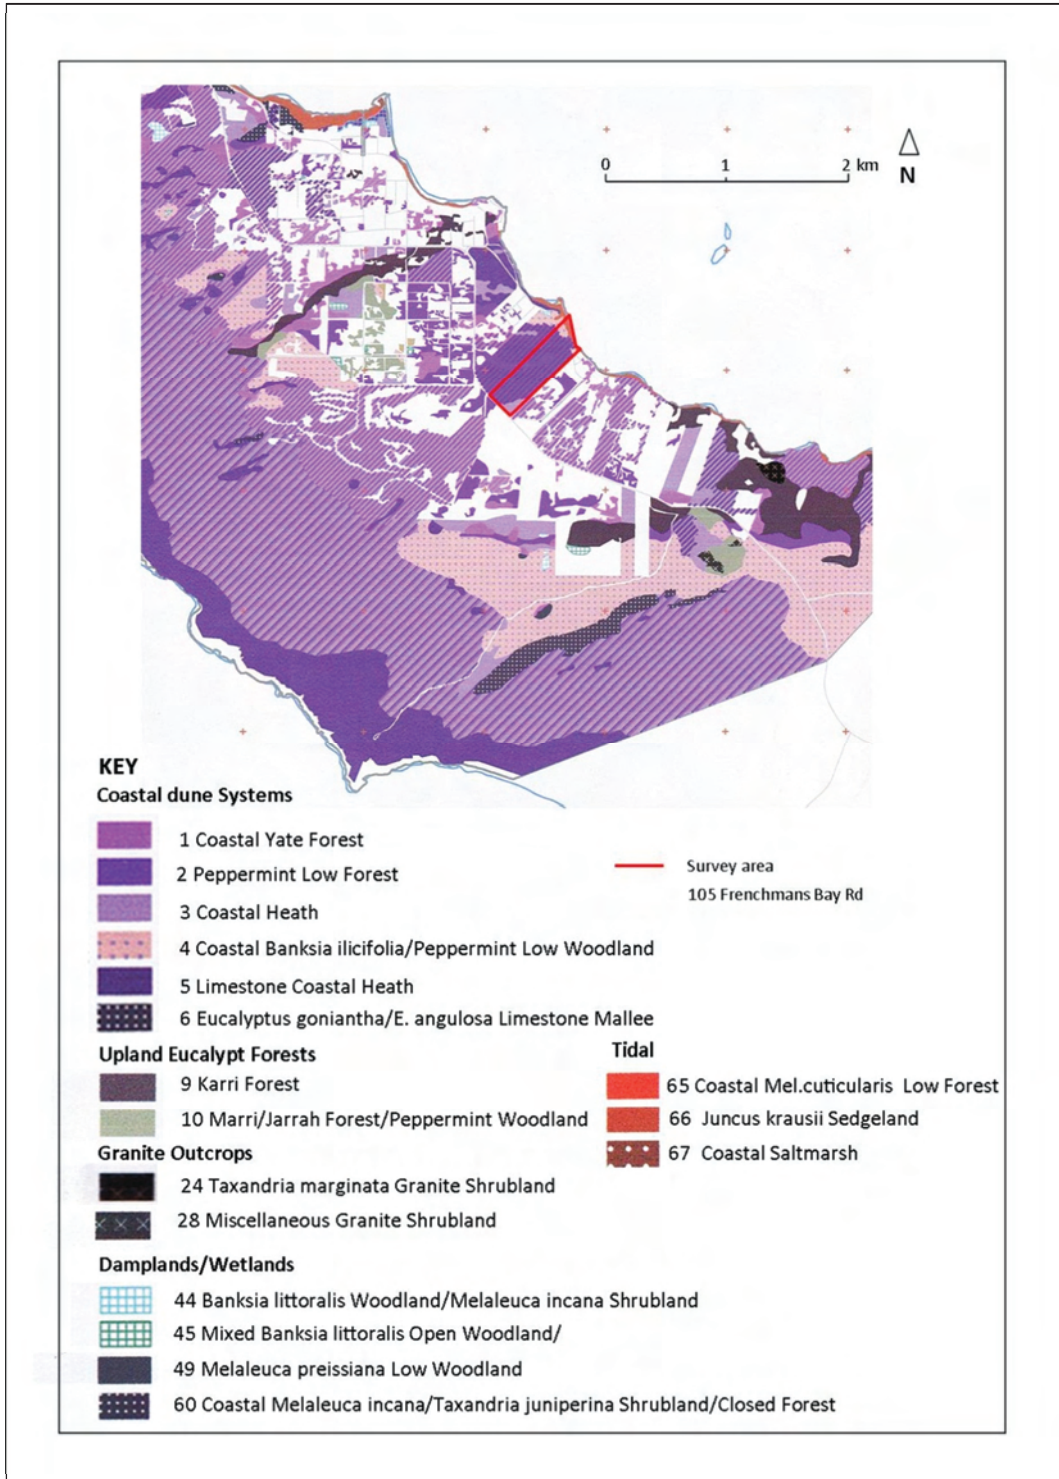 0 1 2 km
N
KEY
Coastal dune Systems
1 Coastal Yate Forest
2 Peppermint Low Forest
3 Coastal Heath
4 Coastal Banksia ilicifolia/Peppermint Low Woodland
5 Limestone Coastal Heath
6 Eucalyptus goniantha/E. angulosa Limestone Mallee
Survey area
105 Frenchmans Bay Rd
Upland Eucalypt Forests
9 Karri Forest
10 Marri/Jarrah Forest/Peppermint Woodland
Granite Outcrops
24 Taxandria marginata Granite Shrubland
28 Miscellaneous Granite Shrubland
Tidal
65 Coastal Mel.cuticularis Low Forest
66 Juncus krausii Sedgeland
67 Coastal Saltmarsh
Damplands/Wetlands
44 Banksia littoralis Woodland/Melaleuca incana Shrubland
45 Mixed Banksia littoralis Open Woodland/
49 Melaleuca preissiana Low Woodland
60 Coastal Melaleuca incana/Taxandria juniperina Shrubland/Closed Forest